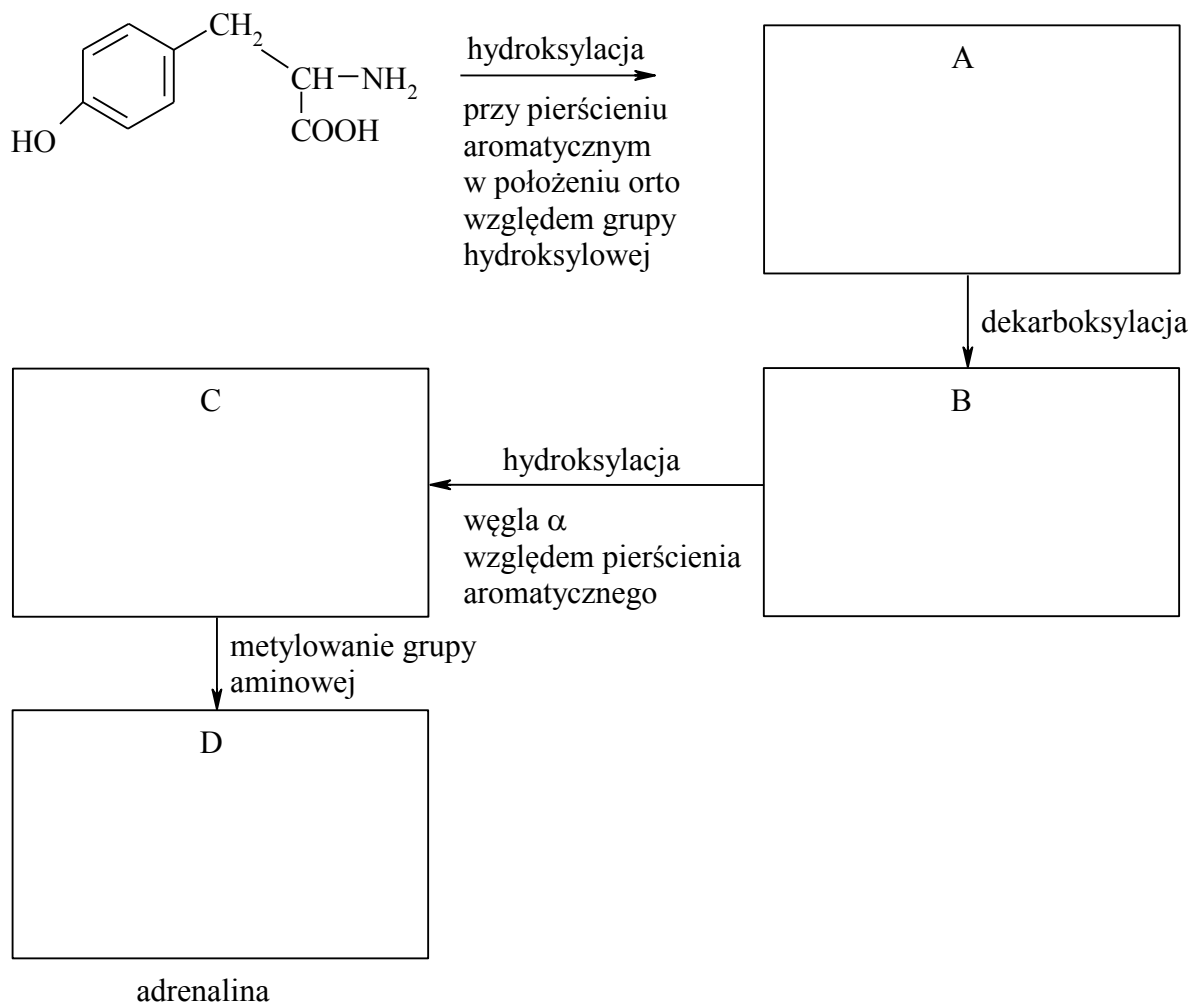 CH2
CH–NH2
COOH
HO
hydroksylacja
przy pierścieniu
aromatycznym
w położeniu orto
względem grupy
hydroksylowej
A
dekarboksylacja
B
hydroksylacja
węgla α
względem pierścienia
aromatycznego
C
metylowanie grupy
aminowej
D
adrenalina